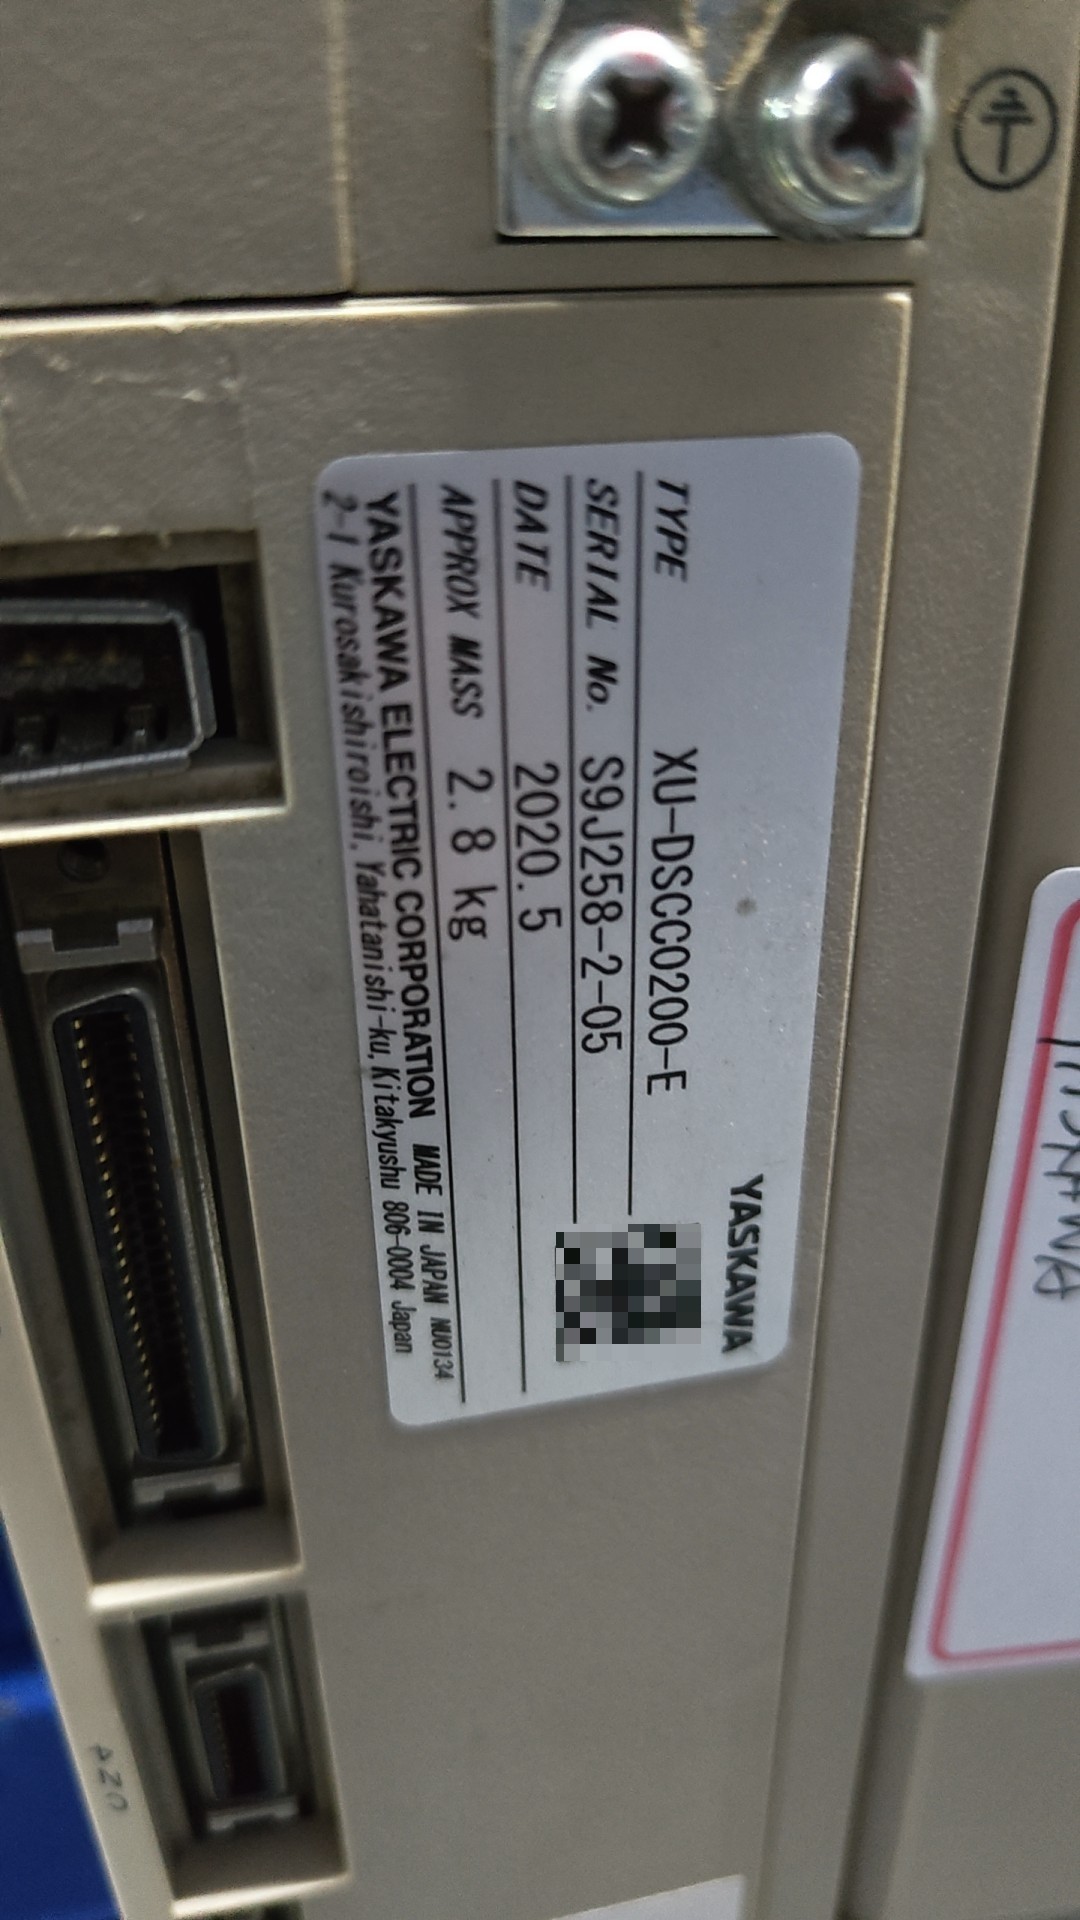 YASKAWA
TYPE XU-DSCC0200-E
SERIAL No. S9J258-2-05
DATE 2020.5
APPROX MASS 2.8 kg
YASKAWA ELECTRIC CORPORATION MADE IN JAPAN NU0134
2-1 Kurosakishiroishi, Yahatanishi-ku, Kitakyushu 806-0004 Japan